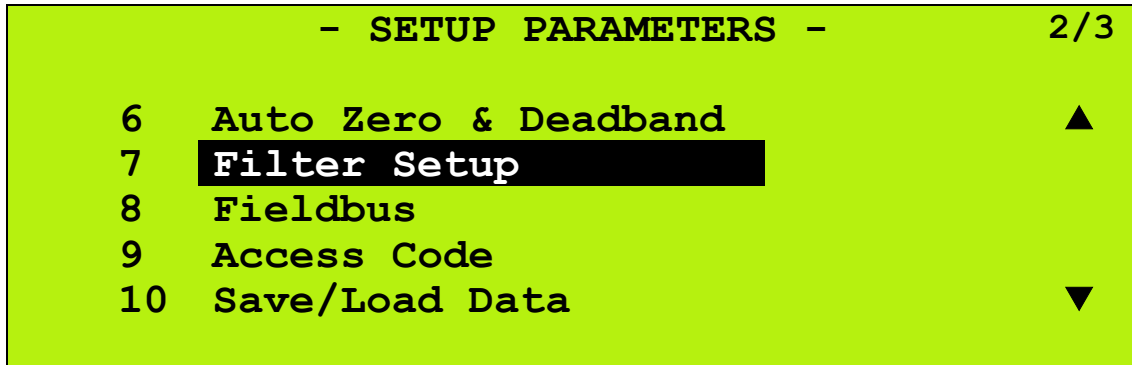 - SETUP PARAMETERS - 2/3
6 Auto Zero & Deadband ▲
7 Filter Setup
8 Fieldbus
9 Access Code
10 Save/Load Data ▼